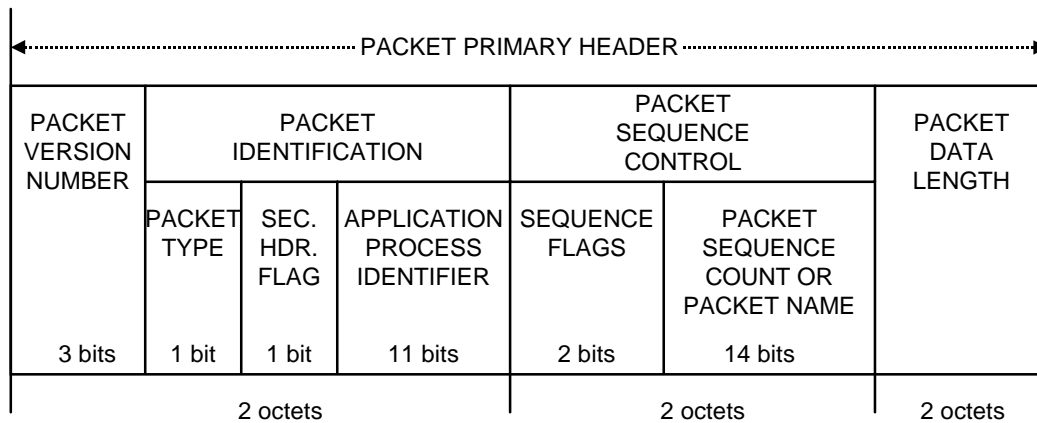 PACKET PRIMARY HEADER
PACKET
VERSION
NUMBER
PACKET
IDENTIFICATION
PACKET
SEQUENCE
CONTROL
PACKET
DATA
LENGTH
PACKET
TYPE
SEC.
HDR.
FLAG
APPLICATION
PROCESS
IDENTIFIER
SEQUENCE
FLAGS
PACKET
SEQUENCE
COUNT OR
PACKET NAME
3 bits
1 bit
1 bit
11 bits
2 bits
14 bits
2 octets
2 octets
2 octets